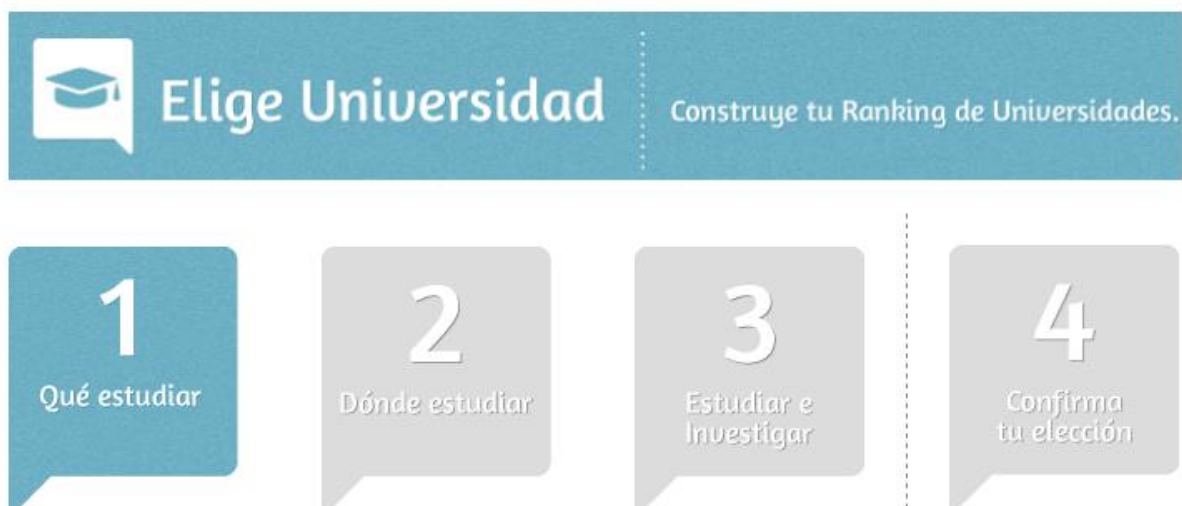 Elige Universidad
Construye tu Ranking de Universidades.
1
Qué estudiar
2
Dónde estudiar
3
Estudiar e
Investigar
4
Confirma
tu elección